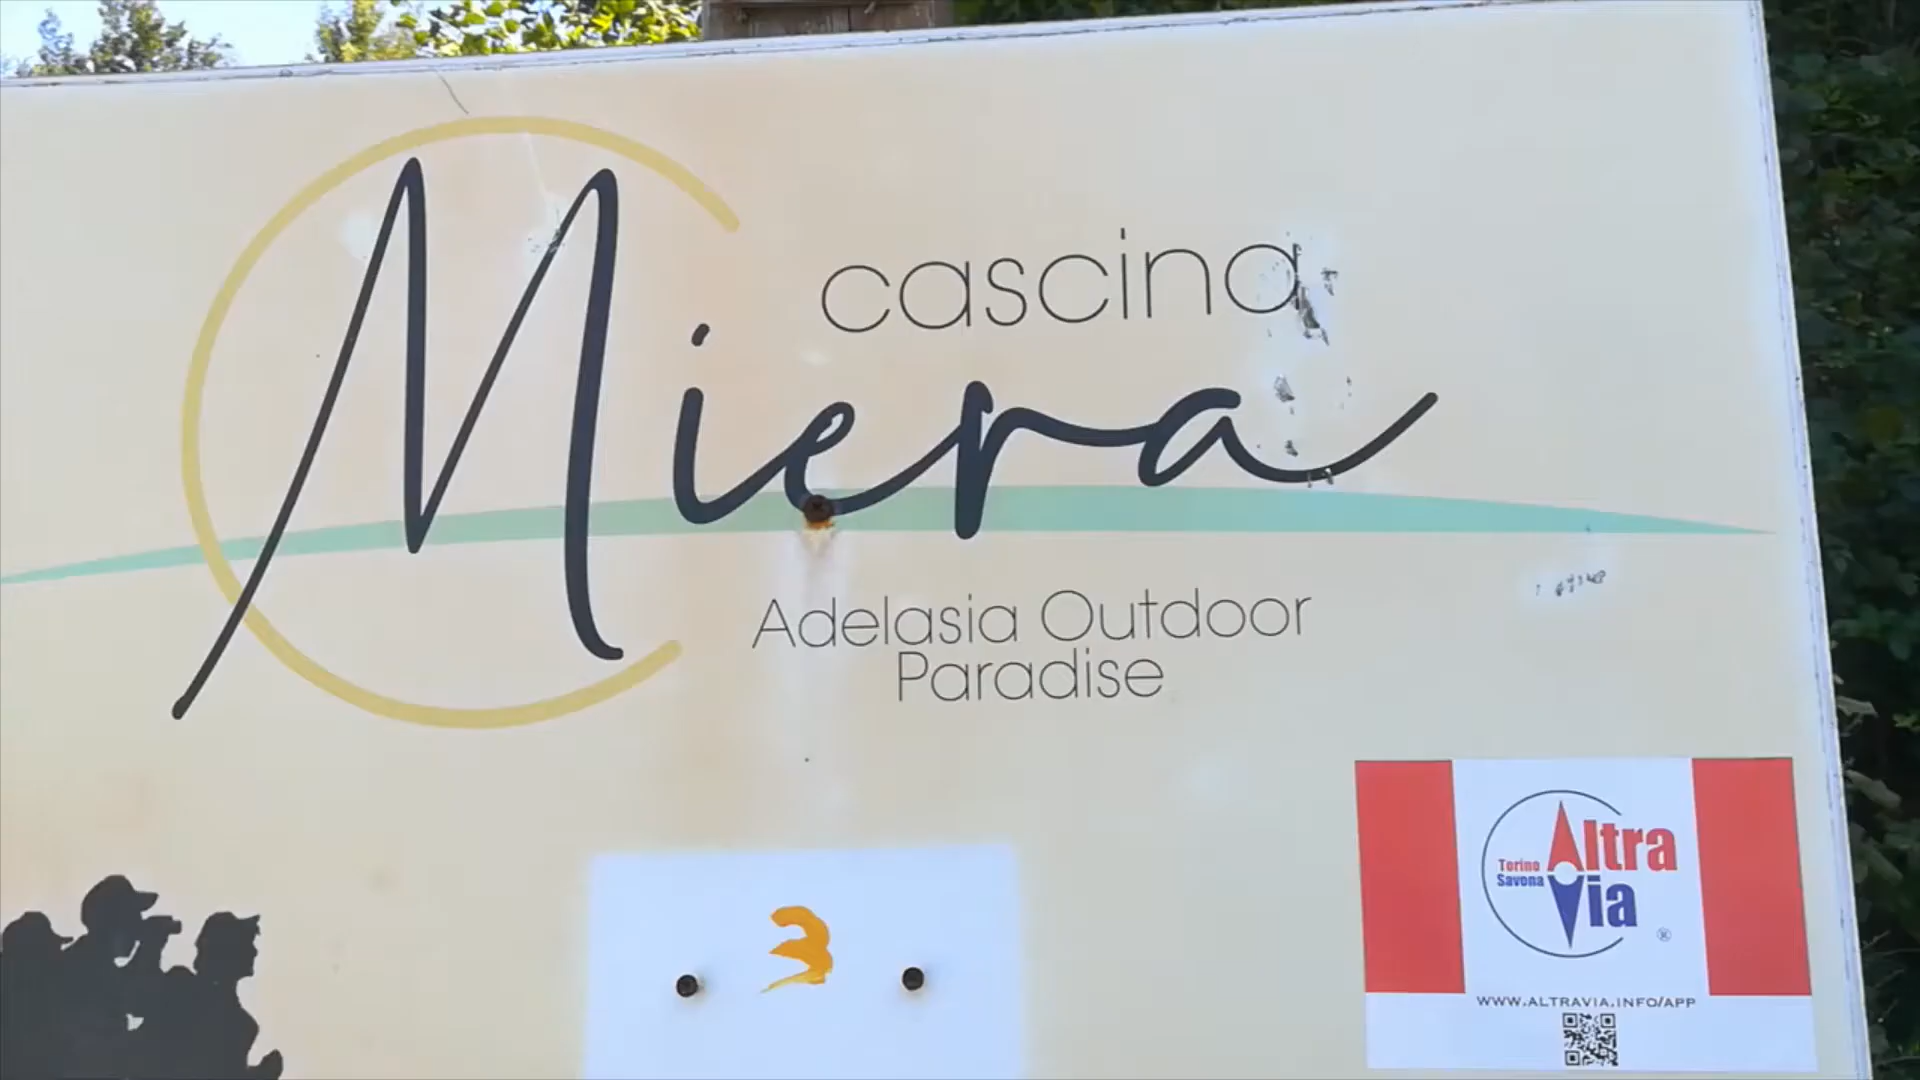 cascina
Miera
Adelasia Outdoor
Paradise
3
Torino
Savona
Altra
Via
®
WWW.ALTRAVIA.INFO/APP